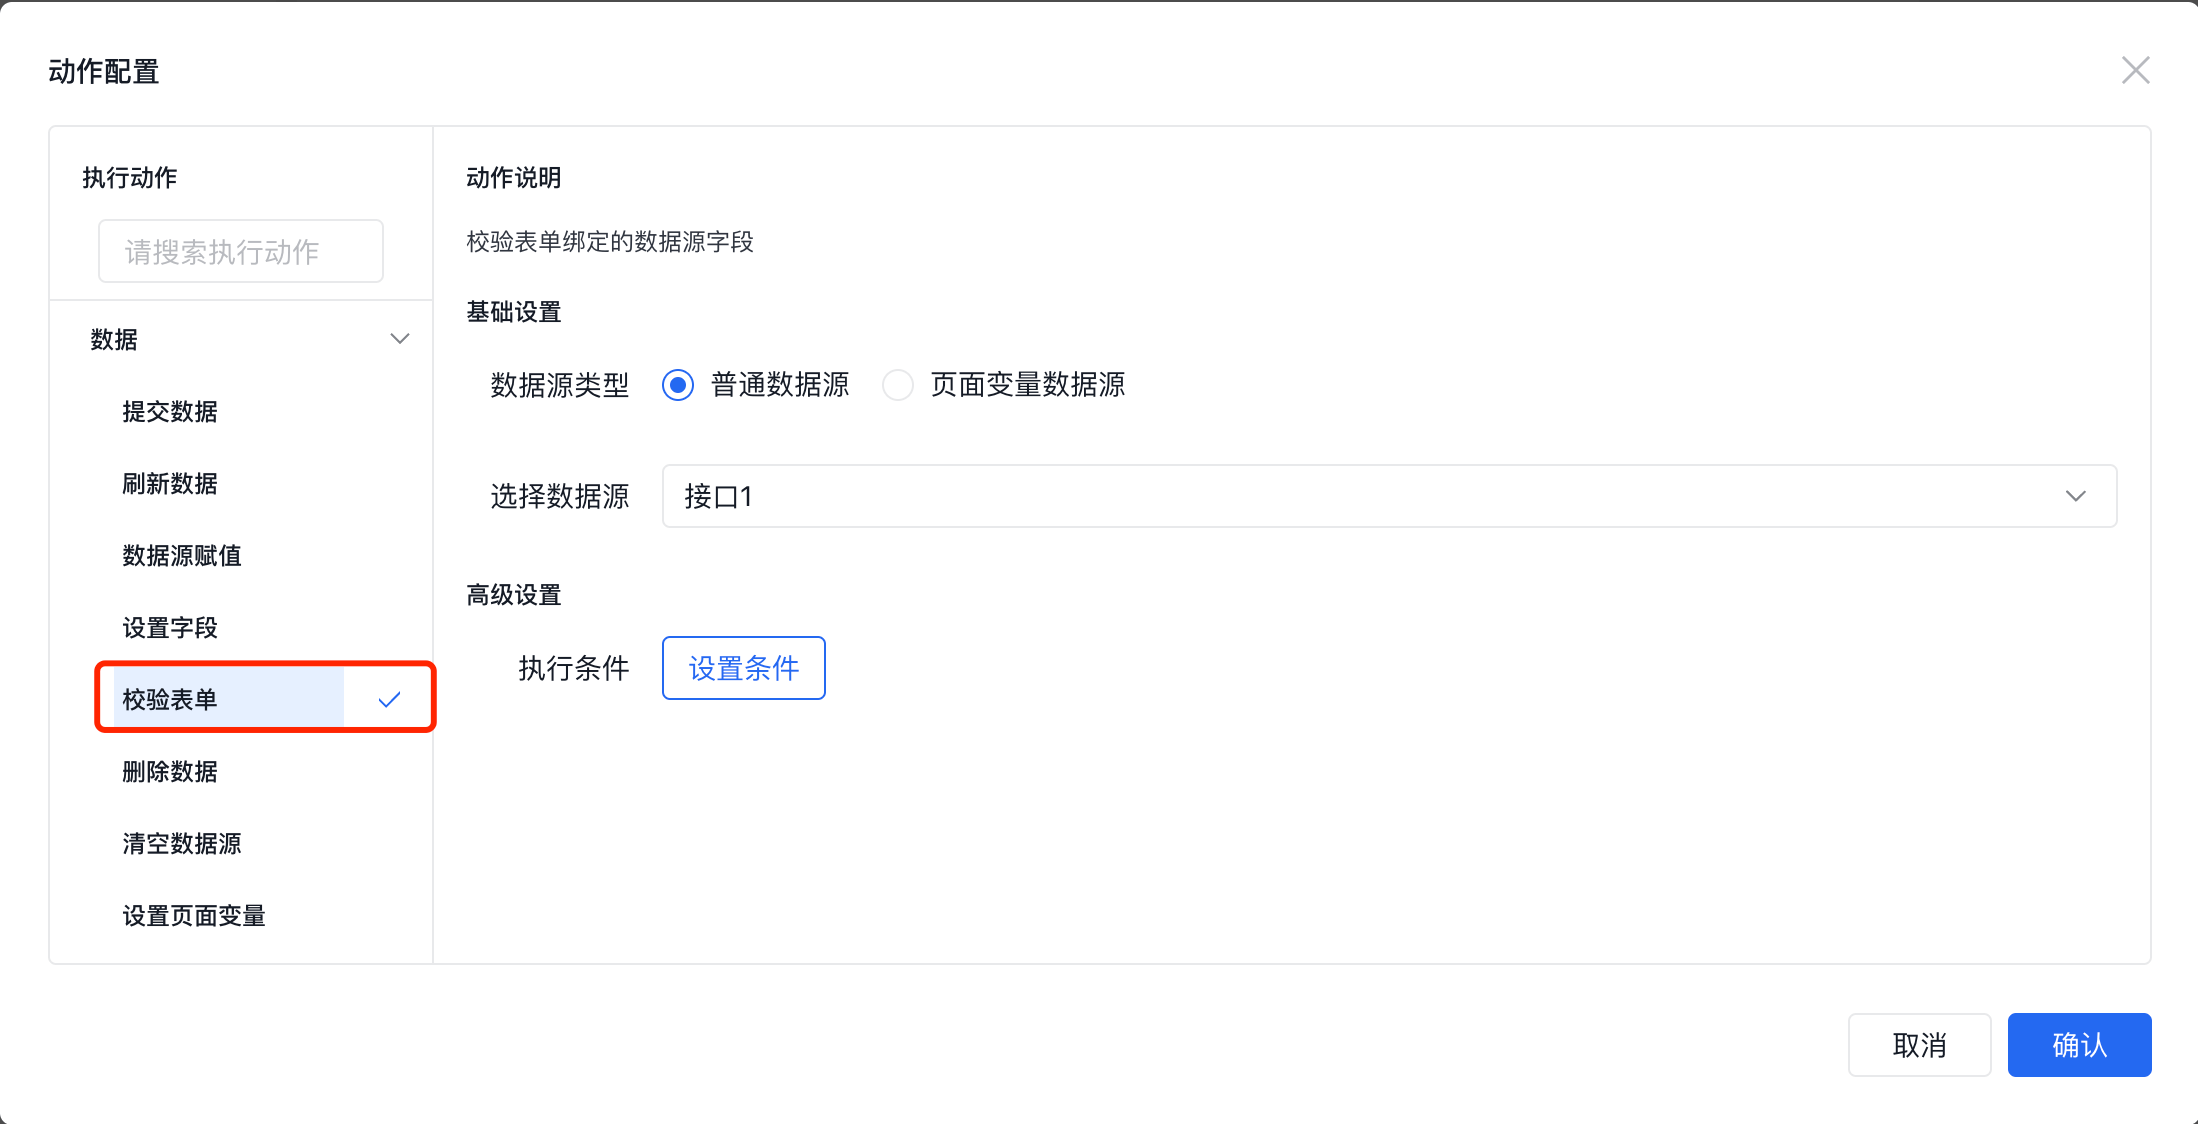 动作配置
执行动作
请搜索执行动作
数据
提交数据
刷新数据
数据源赋值
设置字段
校验表单
删除数据
清空数据源
设置页面变量
动作说明
校验表单绑定的数据源字段
基础设置
数据源类型 普通数据源 页面变量数据源
选择数据源 接口1
高级设置
执行条件 设置条件
取消 确认